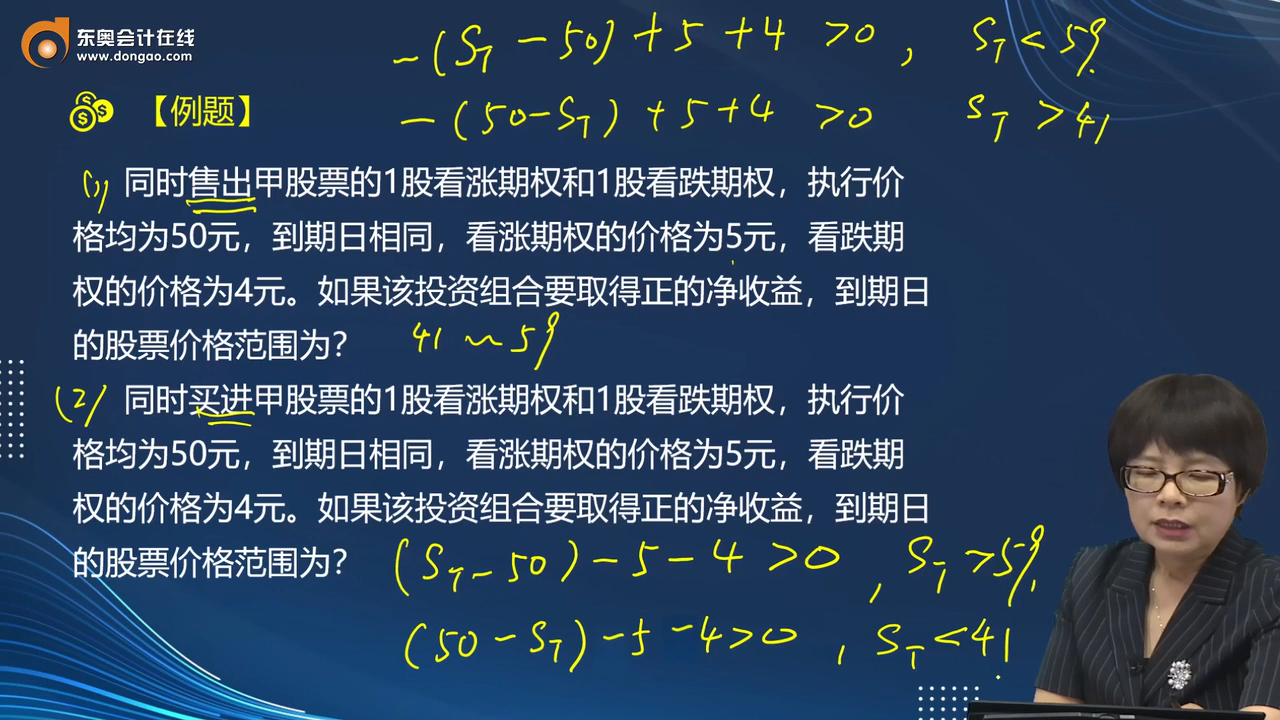 东奥会计在线
www.dongao.com
-(S_T - 50) + 5 + 4 > 0 , S_T < 59.
【例题】
-(50 - S_T) + 5 + 4 > 0 S_T > 41
(1) 同时售出甲股票的1股看涨期权和1股看跌期权，执行价
格均为50元，到期日相同，看涨期权的价格为5元，看跌期
权的价格为4元。如果该投资组合要取得正的净收益，到期日
的股票价格范围为？ 41 ~ 59
(2) 同时买进甲股票的1股看涨期权和1股看跌期权，执行价
格均为50元，到期日相同，看涨期权的价格为5元，看跌期
权的价格为4元。如果该投资组合要取得正的净收益，到期日
的股票价格范围为？ (S_T - 50) - 5 - 4 > 0 , S_T > 59.
(50 - S_T) - 5 - 4 > 0 , S_T < 41